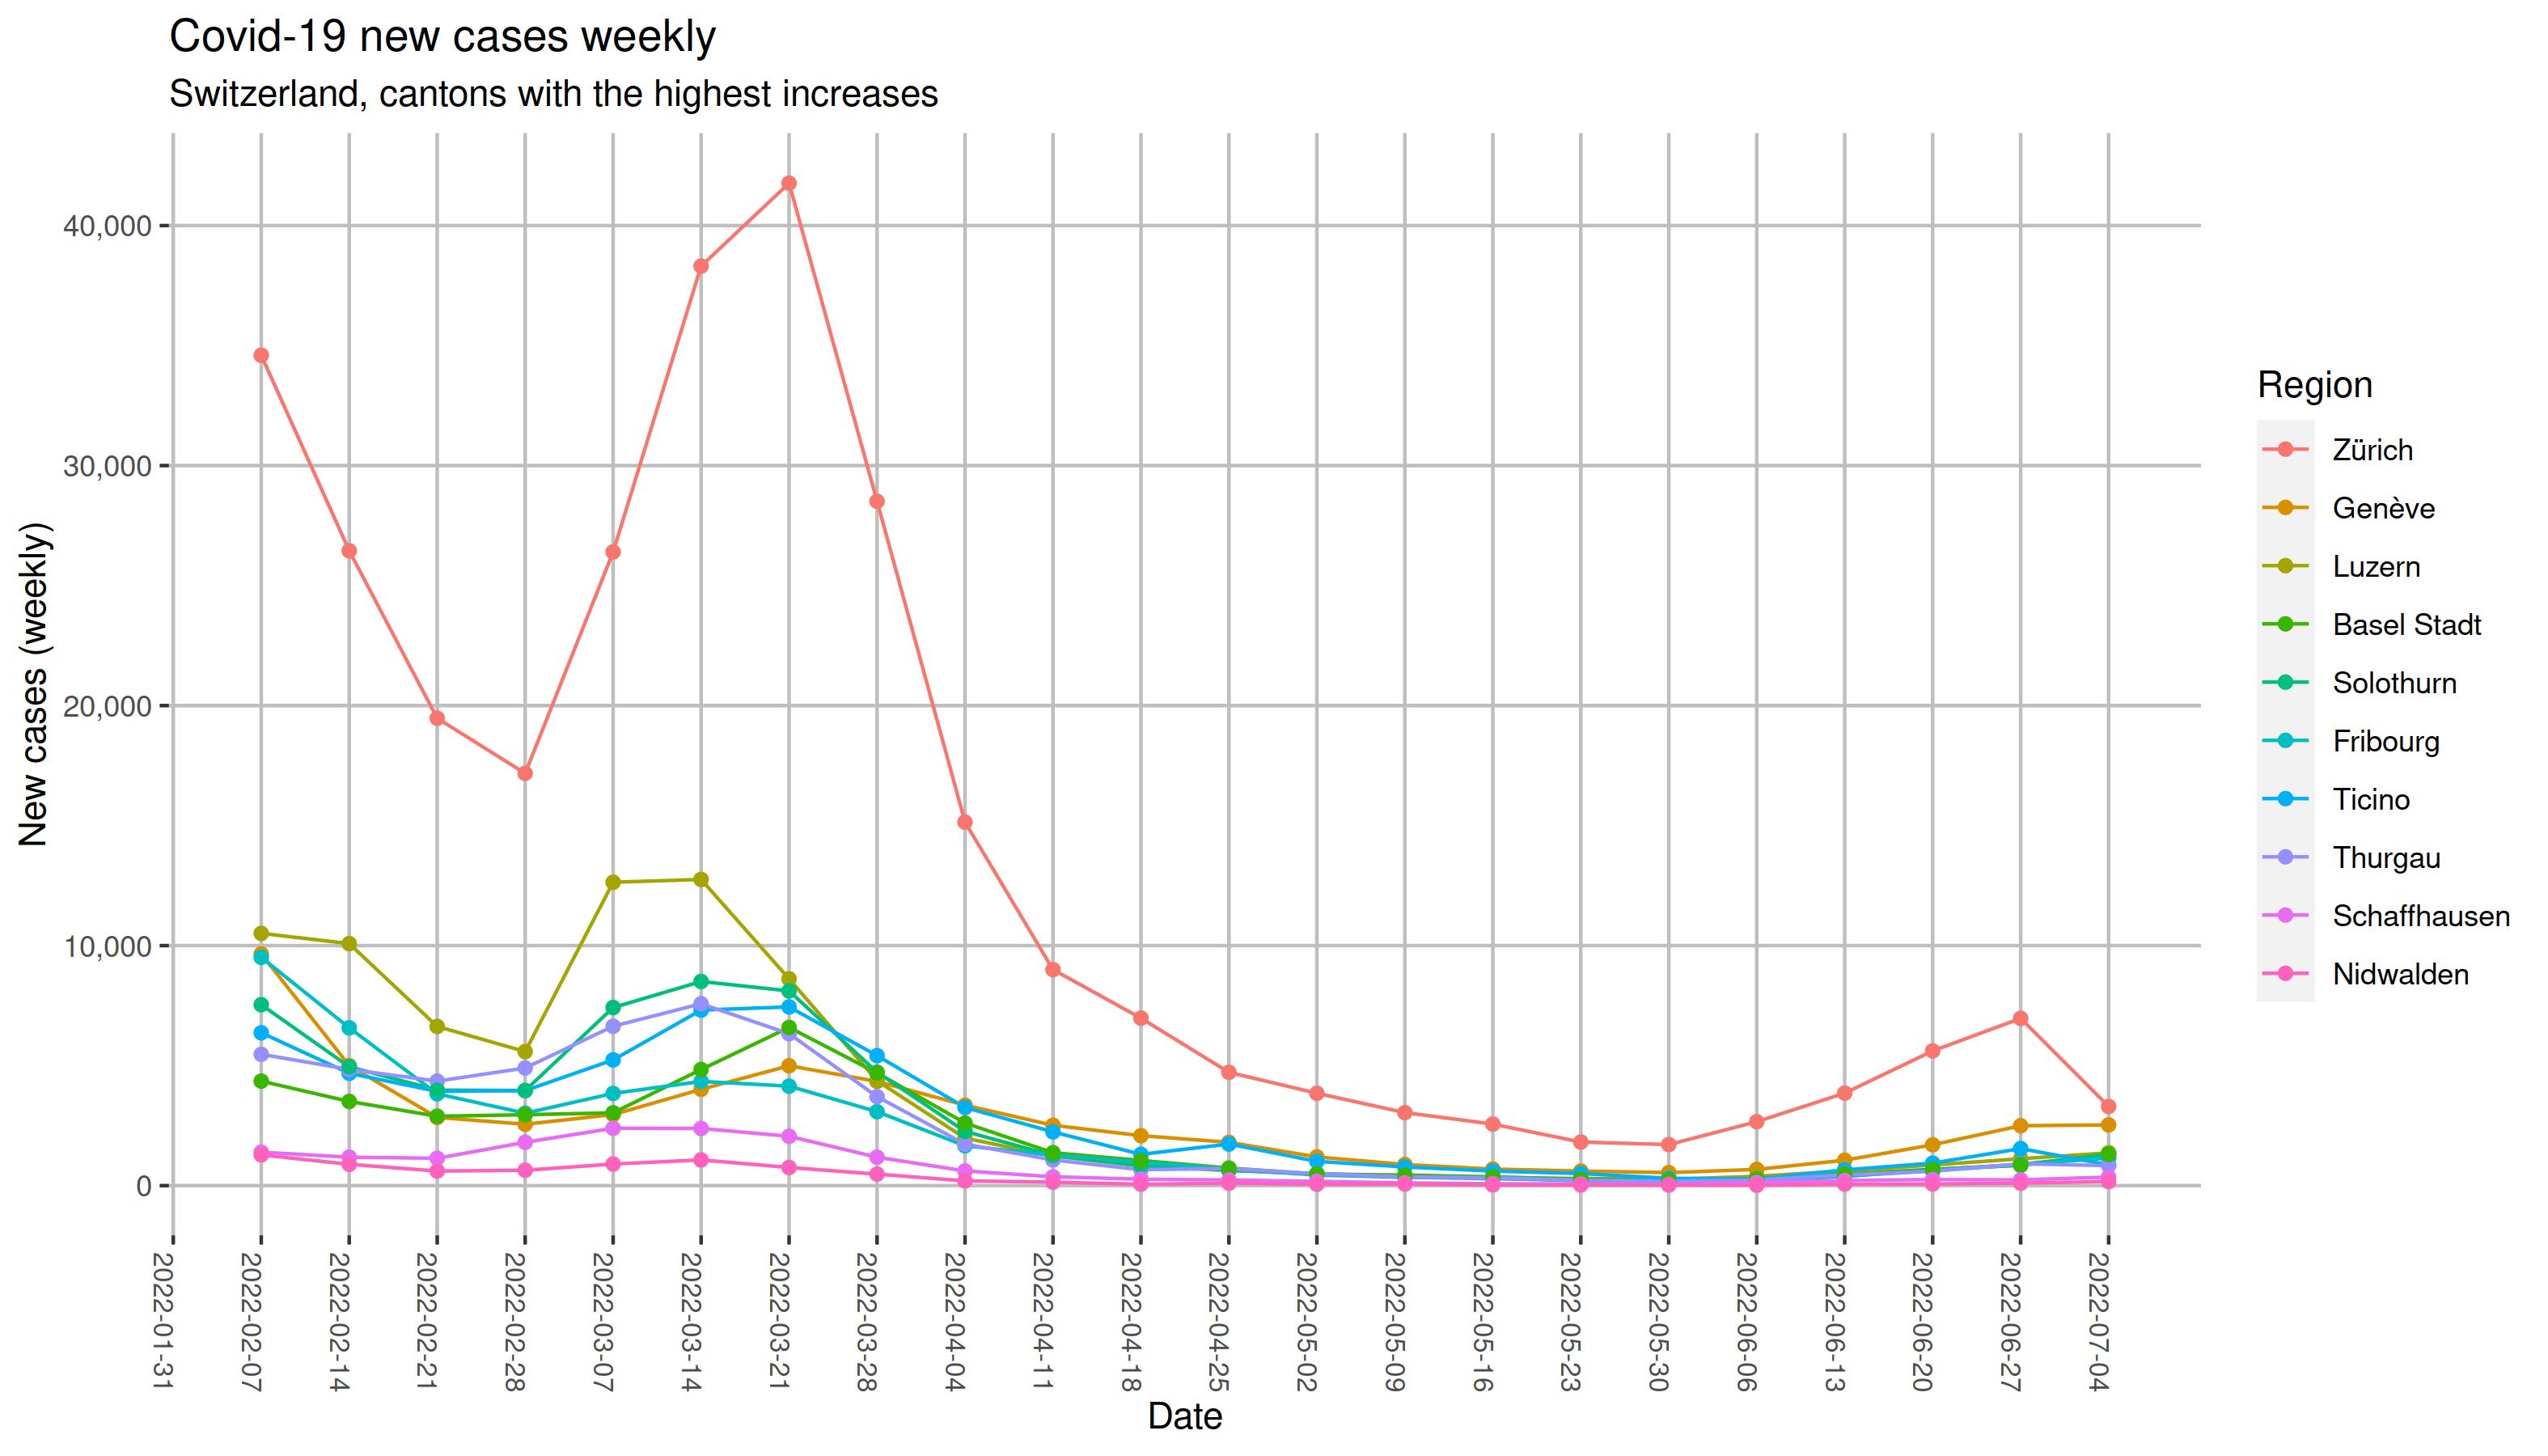 Covid-19 new cases weekly
Switzerland, cantons with the highest increases
New cases (weekly)
40,000
30,000
20,000
10,000
0
2022-01-31
2022-02-07
2022-02-14
2022-02-21
2022-02-28
2022-03-07
2022-03-14
2022-03-21
2022-03-28
2022-04-04
2022-04-11
2022-04-18
2022-04-25
2022-05-02
2022-05-09
2022-05-16
2022-05-23
2022-05-30
2022-06-06
2022-06-13
2022-06-20
2022-06-27
2022-07-04
Date
Region
Zürich
Genève
Luzern
Basel Stadt
Solothurn
Fribourg
Ticino
Thurgau
Schaffhausen
Nidwalden